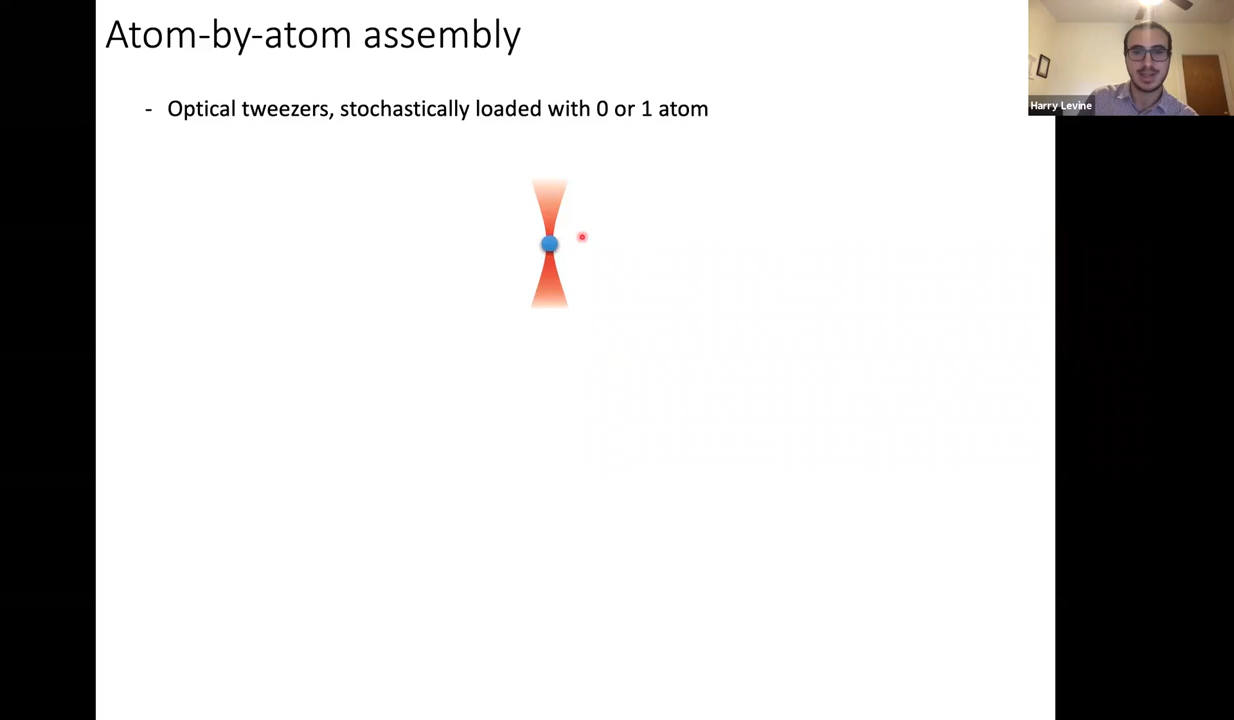 Atom-by-atom assembly
- Optical tweezers, stochastically loaded with 0 or 1 atom
Harry Levine